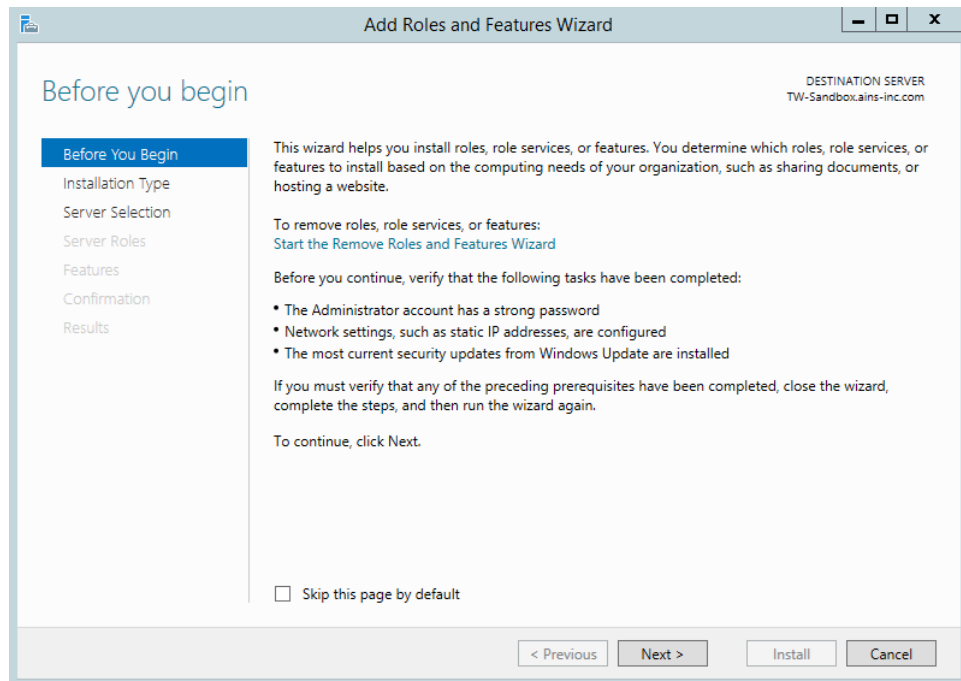 Add Roles and Features Wizard
Before you begin
DESTINATION SERVER
TW-Sandbox.ains-inc.com
Before You Begin
Installation Type
Server Selection
Server Roles
Features
Confirmation
Results
This wizard helps you install roles, role services, or features. You determine which roles, role services, or
features to install based on the computing needs of your organization, such as sharing documents, or
hosting a website.
To remove roles, role services, or features:
Start the Remove Roles and Features Wizard
Before you continue, verify that the following tasks have been completed:
• The Administrator account has a strong password
• Network settings, such as static IP addresses, are configured
• The most current security updates from Windows Update are installed
If you must verify that any of the preceding prerequisites have been completed, close the wizard,
complete the steps, and then run the wizard again.
To continue, click Next.
Skip this page by default
< Previous
Next >
Install
Cancel